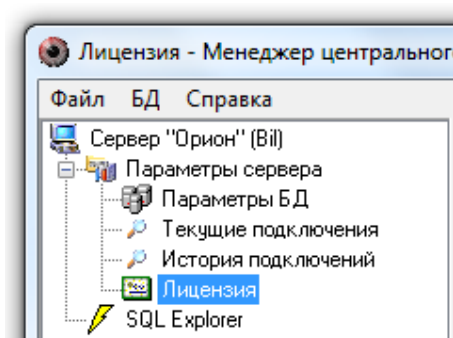 Лицензия - Менеджер центральног
Файл БД Справка
Сервер "Орион" (Bil)
Параметры сервера
Параметры БД
Текущие подключения
История подключений
Лицензия
SQL Explorer